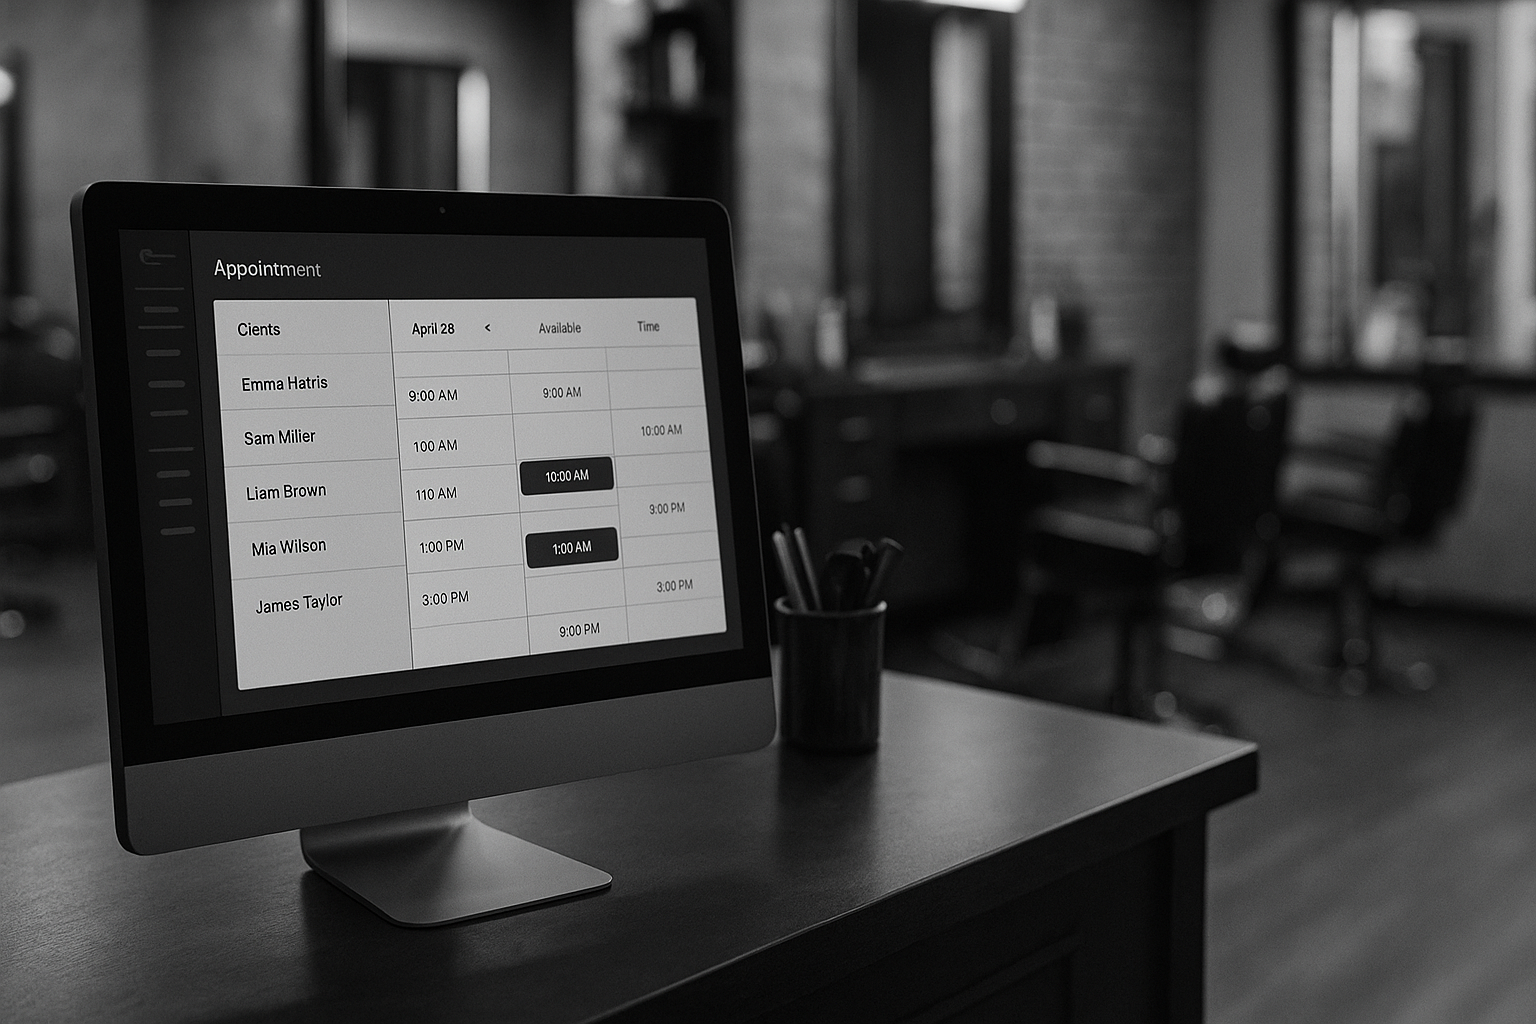 Appointment
Cients April 28 < Available Time
Emma Hatris 9:00 AM 9:00 AM
Sam Milier 100 AM 10:00 AM
Liam Brown 110 AM 10:00 AM 9:00 PM
Mia Wilson 1:00 PM 1:00 AM
James Taylor 3:00 PM 3:00 PM
9:00 PM